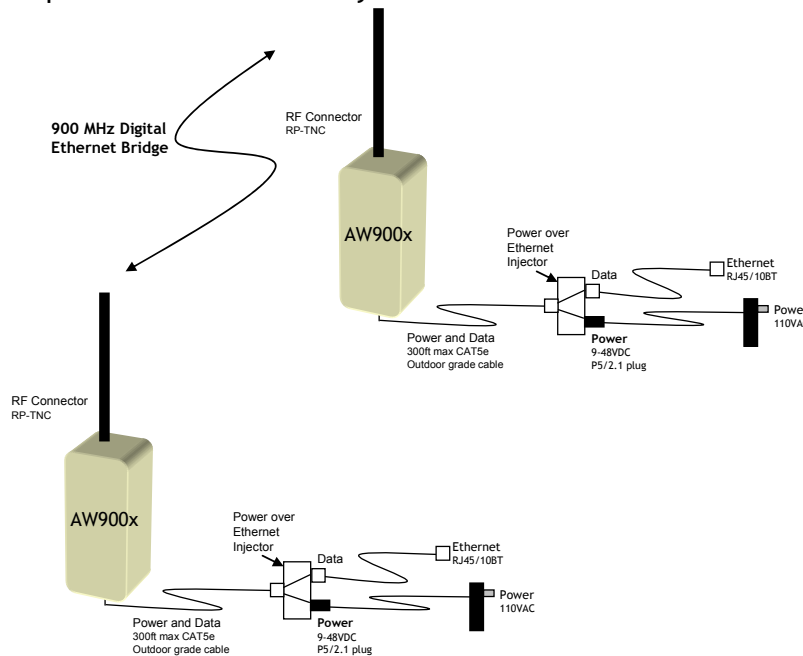 900 MHz Digital
Ethernet Bridge
RF Connector
RP-TNC
AW900x
Power over
Ethernet
Injector
Data
Ethernet
RJ45/10BT
Powe
110VA
Power and Data
300ft max CAT5e
Outdoor grade cable
Power
9-48VDC
P5/2.1 plug
RF Connector
RP-TNC
AW900x
Power over
Ethernet
Injector
Data
Ethernet
RJ45/10BT
Power
110VAC
Power and Data
300ft max CAT5e
Outdoor grade cable
Power
9-48VDC
P5/2.1 plug